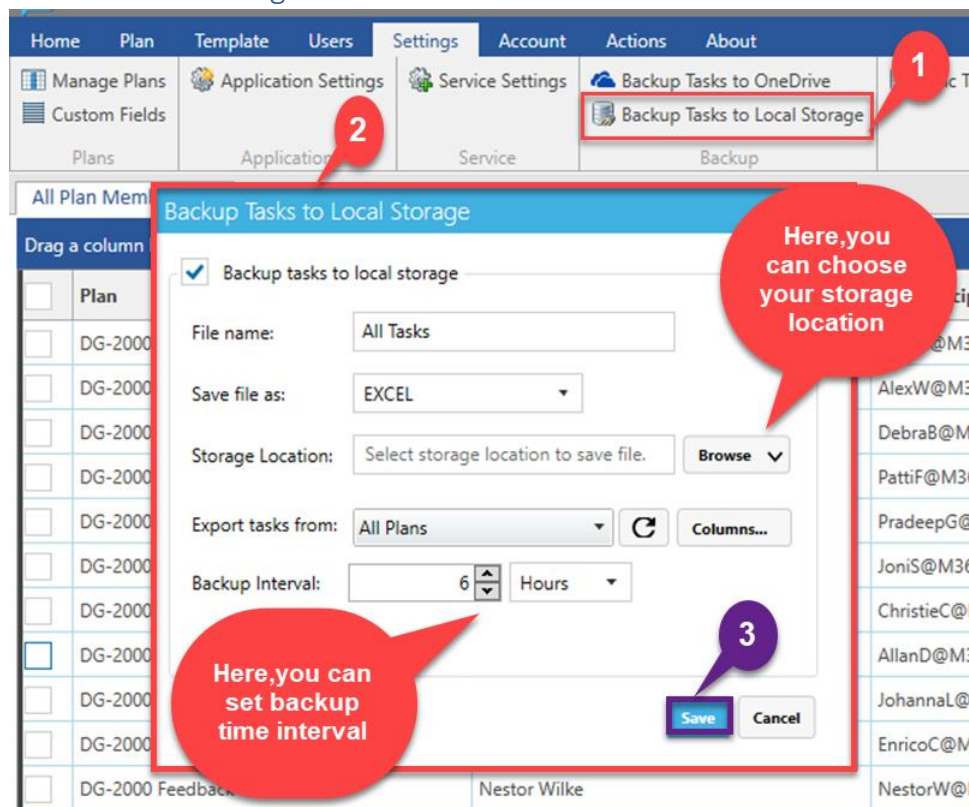 Home Plan Template Users Settings Account Actions About
Manage Plans Application Settings Service Settings Backup Tasks to OneDrive
Custom Fields Backup Tasks to Local Storage
Plans Application Service Backup
1
2
All Plan Memb
Drag a column
Plan
Backup Tasks to Local Storage
Backup tasks to local storage
File name: All Tasks
Save file as: EXCEL
Storage Location: Select storage location to save file. Browse
Export tasks from: All Plans Columns...
Backup Interval: 6 Hours
Here,you
can choose
your storage
location
Here,you can
set backup
time interval
3
Save Cancel
DG-2000
DG-2000
AlexW@M3
DG-2000
DebraB@M
DG-2000
PattiF@M3
DG-2000
PradeepG@
DG-2000
JoniS@M36
DG-2000
ChristieC@
DG-2000
AllanD@M3
DG-2000
JohannaL@
DG-2000
EnricoC@M
DG-2000 Feedback Nestor Wilke NestorW@